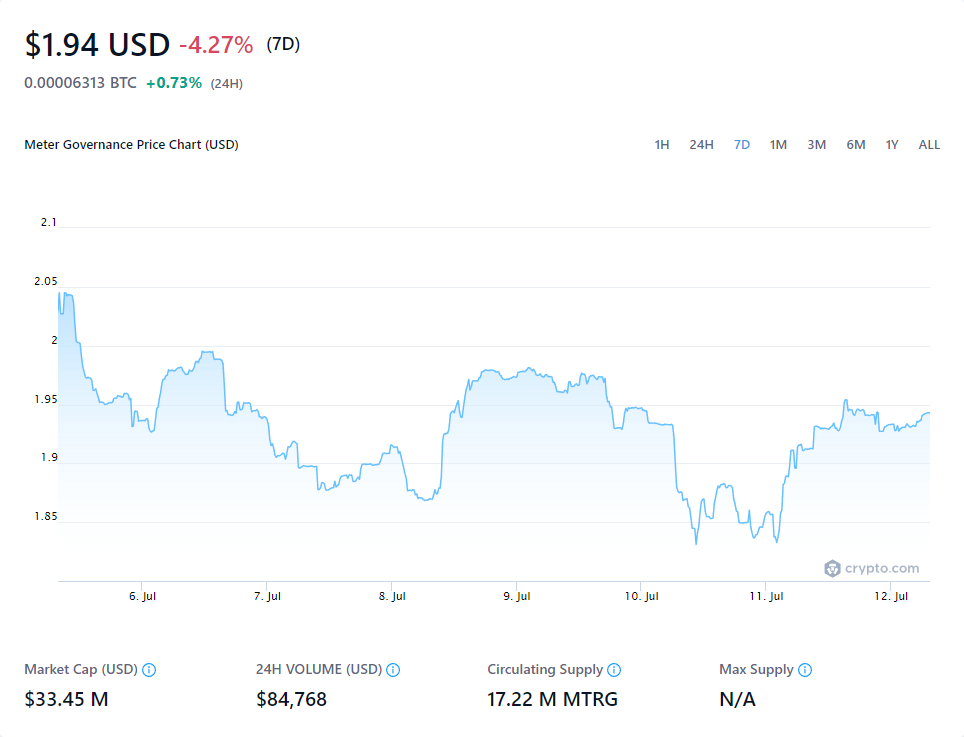 $1.94 USD -4.27% (7D)
0.00006313 BTC +0.73% (24H)
Meter Governance Price Chart (USD) 1H 24H 7D 1M 3M 6M 1Y ALL
2.1
2.05
2
1.95
1.9
1.85
crypto.com
6. Jul 7. Jul 8. Jul 9. Jul 10. Jul 11. Jul 12. Jul
Market Cap (USD) 24H VOLUME (USD) Circulating Supply Max Supply
$33.45 M $84,768 17.22 M MTRG N/A